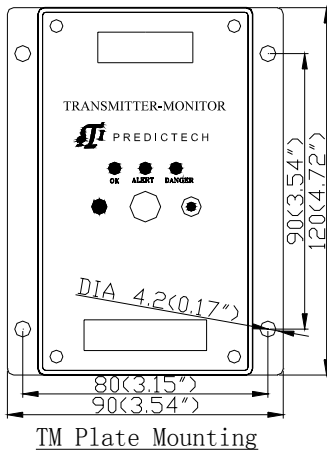 TRANSMITTER-MONITOR
PREDICTECH
OK ALERT DANGER
DIA 4.2(0.17")
90(3.54")
120(4.72")
80(3.15")
90(3.54")
TM Plate Mounting